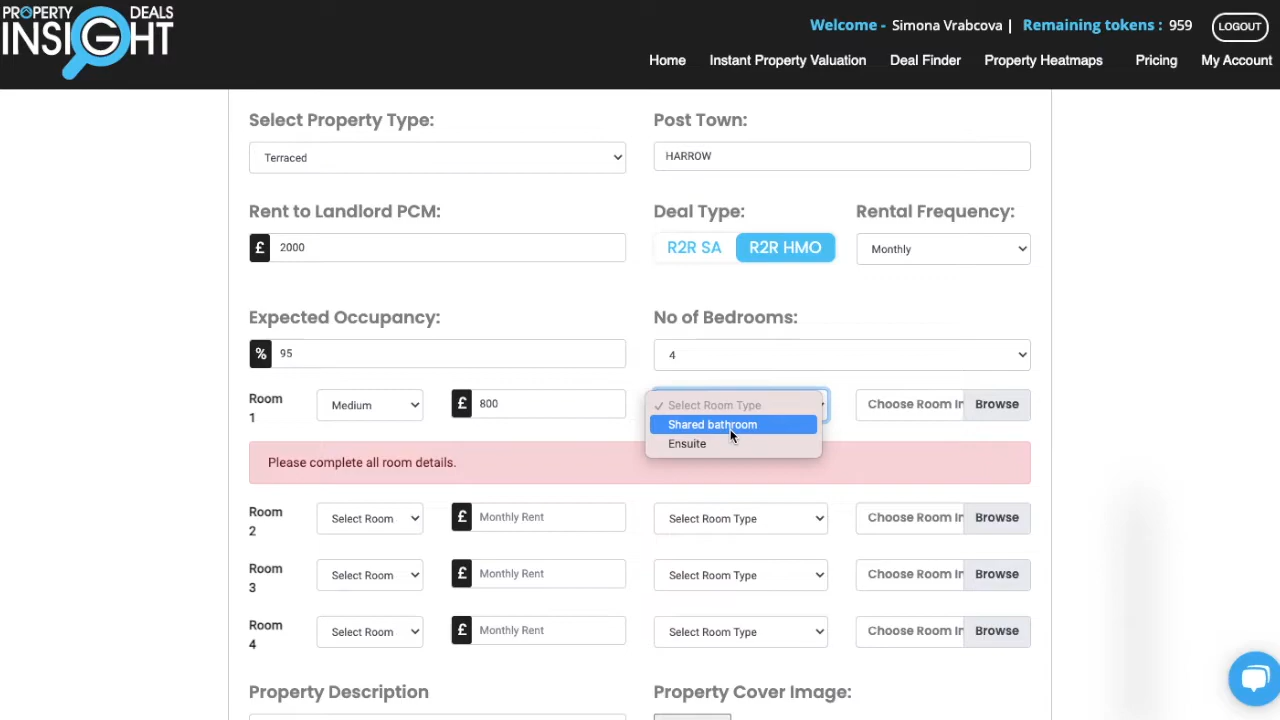 PROPERTY DEALS
INSIGHT
Welcome - Simona Vrabcova | Remaining tokens : 959
LOGOUT
Home Instant Property Valuation Deal Finder Property Heatmaps Pricing My Account
Select Property Type: Post Town:
Terraced HARROW
Rent to Landlord PCM: Deal Type: Rental Frequency:
£ 2000 R2R SA R2R HMO Monthly
Expected Occupancy: No of Bedrooms:
% 95 4
Room 1 Medium £ 800 ✓ Select Room Type Choose Room Im Browse
Shared bathroom
Ensuite
Please complete all room details.
Room 2 Select Room £ Monthly Rent Select Room Type Choose Room Im Browse
Room 3 Select Room £ Monthly Rent Select Room Type Choose Room Im Browse
Room 4 Select Room £ Monthly Rent Select Room Type Choose Room Im Browse
Property Description Property Cover Image: